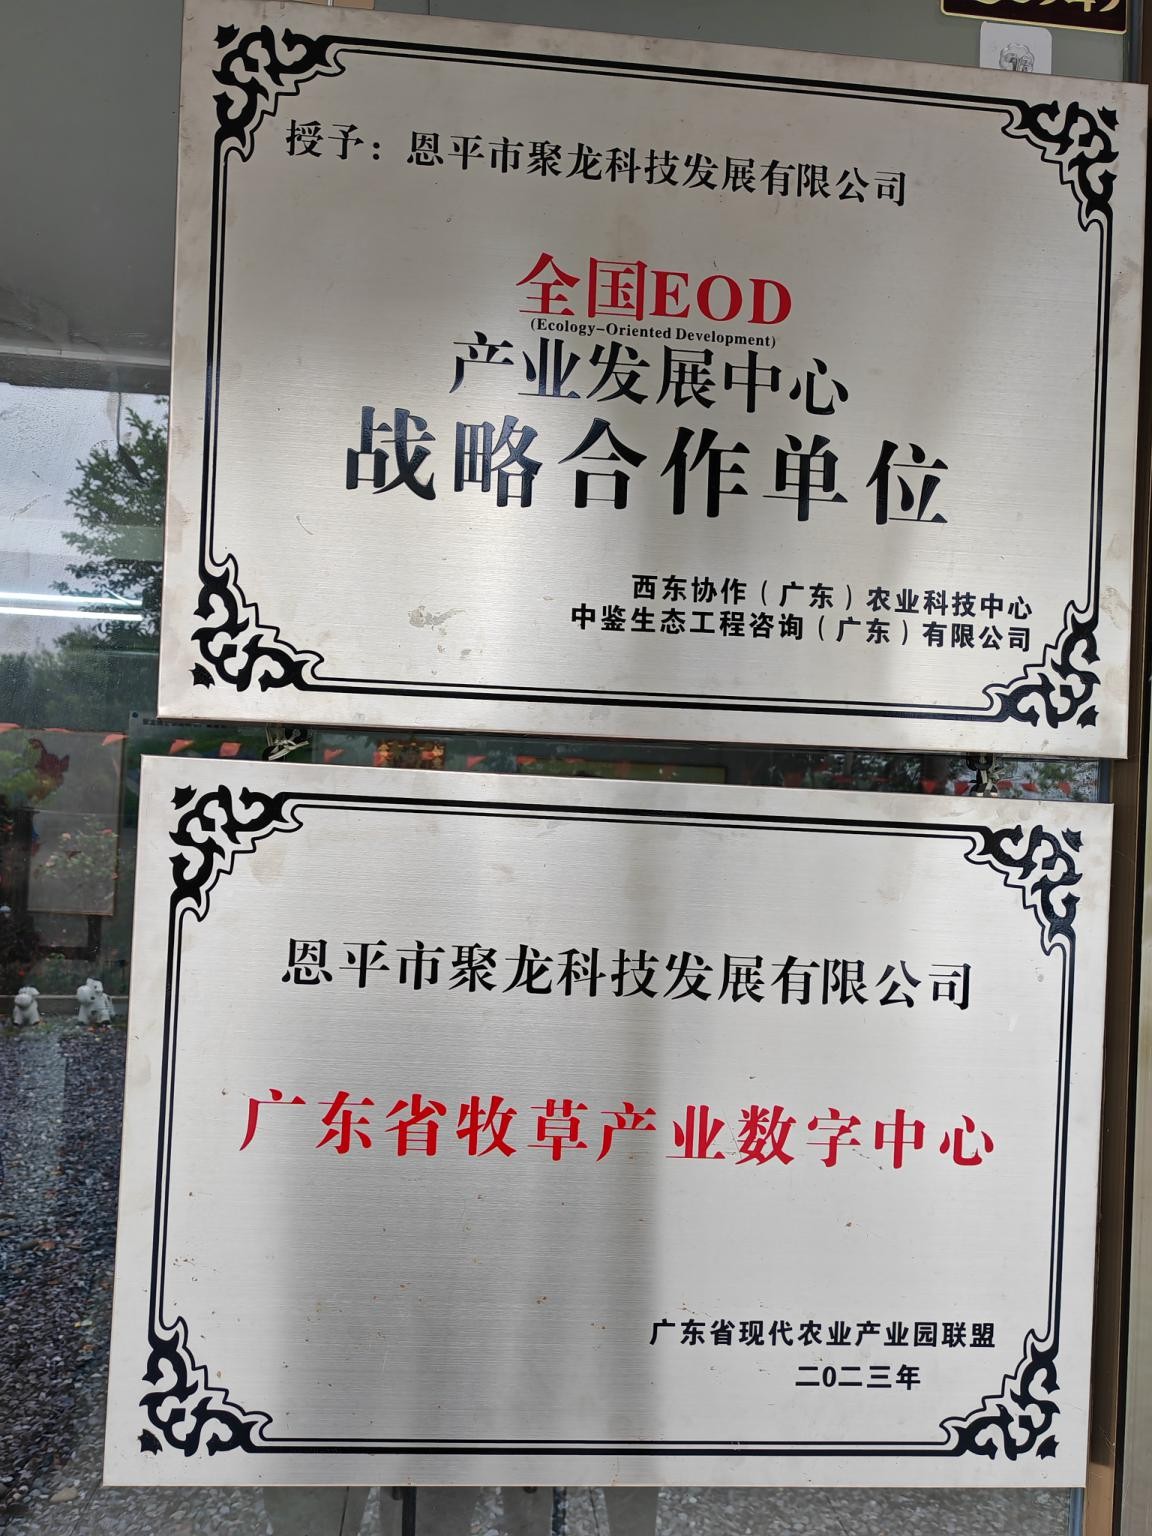 授予：恩平市聚龙科技发展有限公司
全国EOD
(Ecology-Oriented Development)
产业发展中心
战略合作单位
西东协作（广东）农业科技中心
中鉴生态工程咨询（广东）有限公司
恩平市聚龙科技发展有限公司
广东省牧草产业数字中心
广东省现代农业产业园联盟
二0二三年